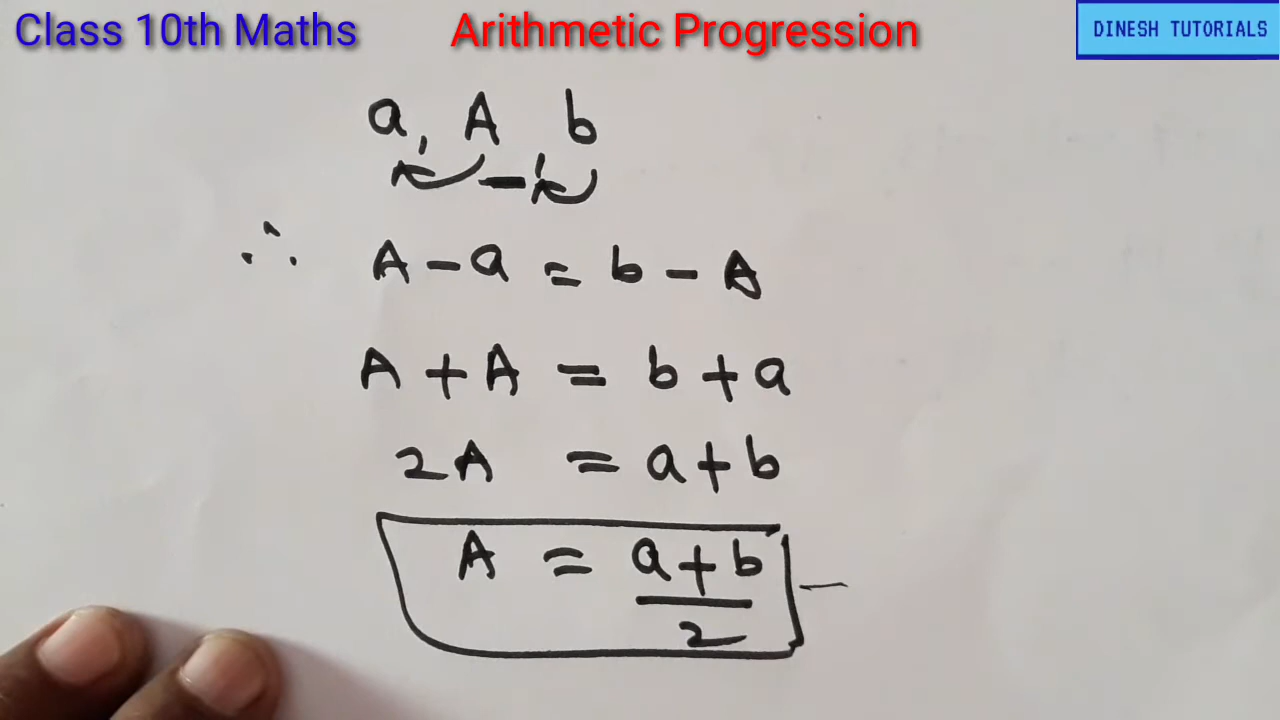 Class 10th Maths
Arithmetic Progression
DINESH TUTORIALS
a, A, b
∴ A - a = b - A
A + A = b + a
2A = a + b
A = a + b
2